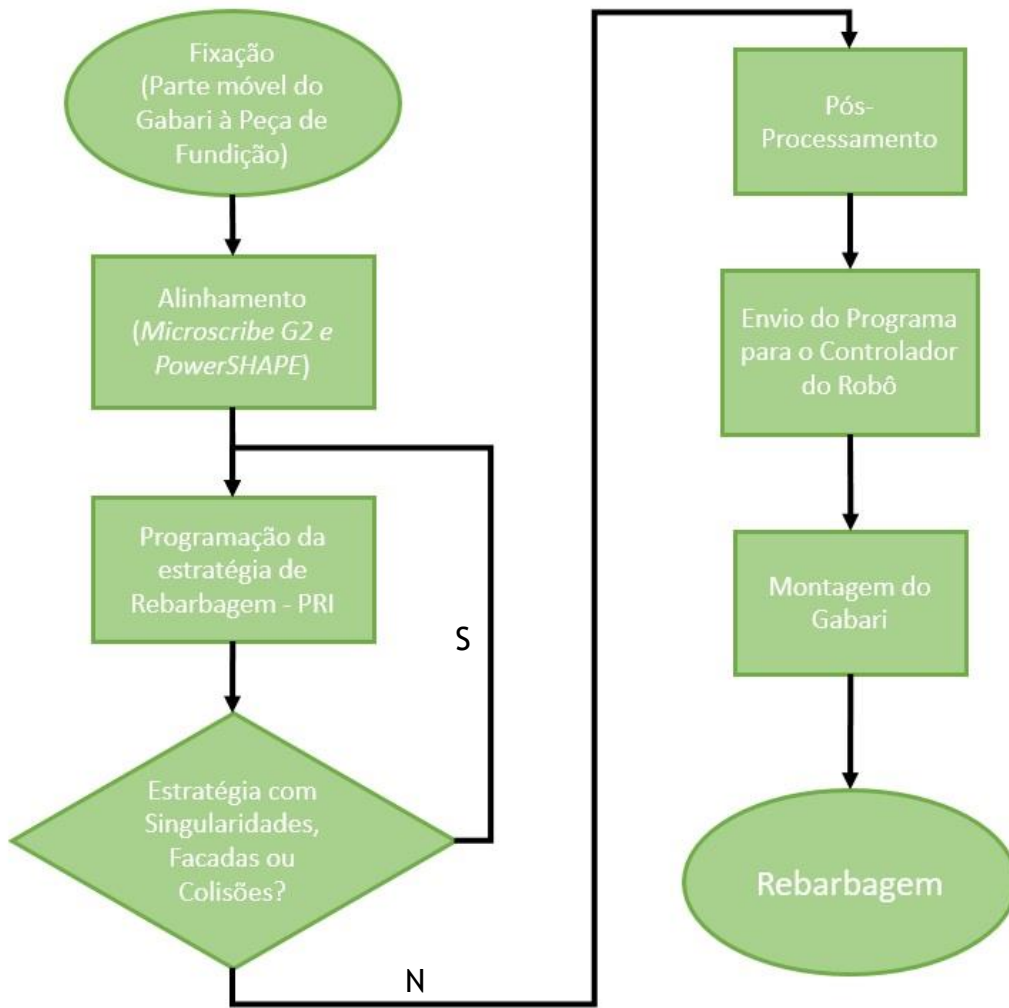 Fixação
(Parte móvel do
Gabari à Peça de
Fundição)
Alinhamento
(Microscribe G2 e
PowerSHAPE)
Programação da
estratégia de
Rebarbagem - PRI
S
Estratégia com
Singularidades,
Facadas ou
Colisões?
N
Pós-
Processamento
Envio do Programa
para o Controlador
do Robô
Montagem do
Gabari
Rebarbagem